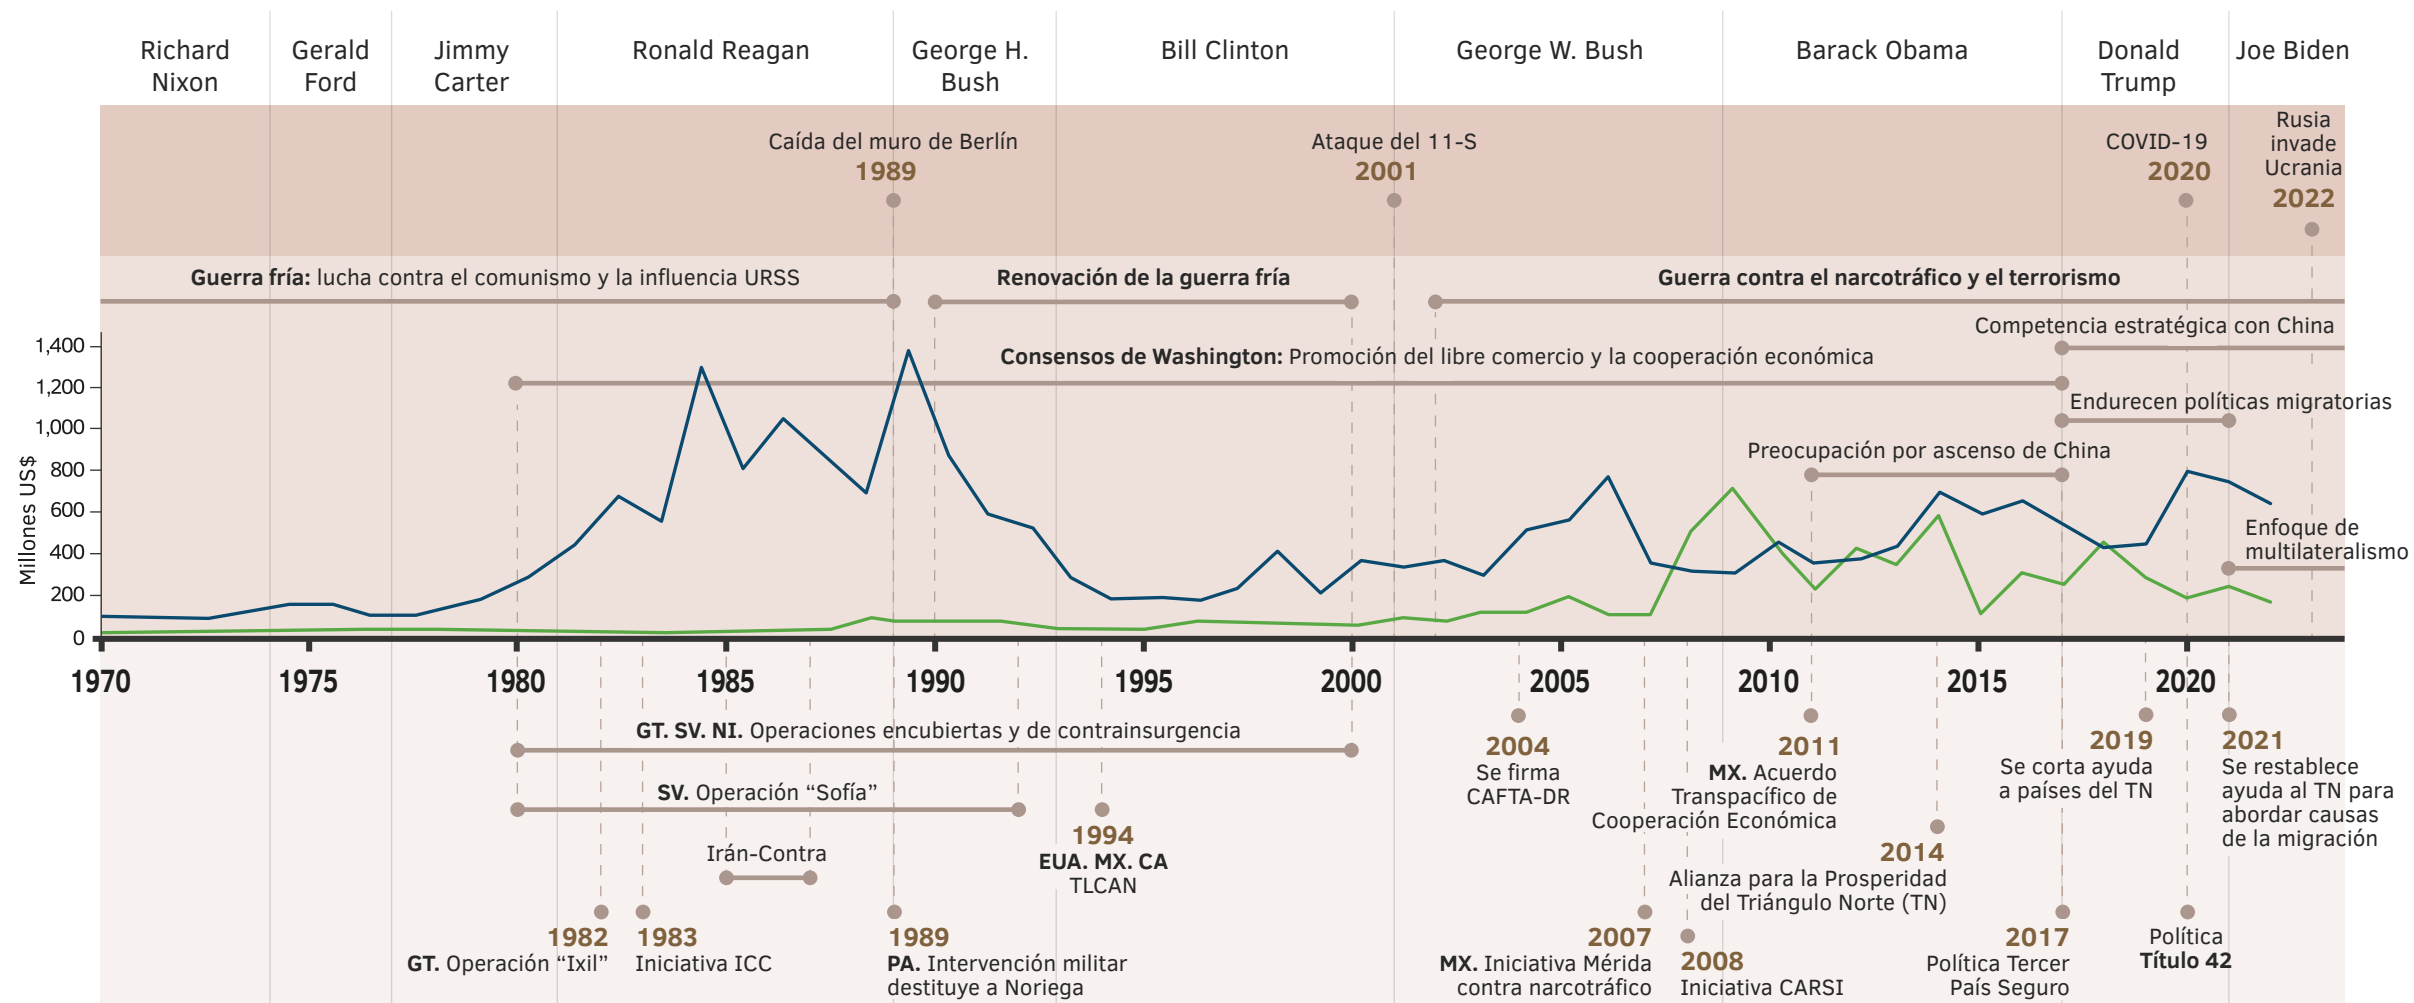 Richard
Nixon
Gerald
Ford
Jimmy
Carter
Ronald Reagan
George H.
Bush
Bill Clinton
George W. Bush
Barack Obama
Donald
Trump
Joe Biden
Caída del muro de Berlín
1989
Ataque del 11-S
2001
COVID-19
2020
Rusia
invade
Ucrania
2022
Guerra fría: lucha contra el comunismo y la influencia URSS
Renovación de la guerra fría
Guerra contra el narcotráfico y el terrorismo
Competencia estratégica con China
Consensos de Washington: Promoción del libre comercio y la cooperación económica
Endurecen políticas migratorias
Preocupación por ascenso de China
Enfoque de
multilateralismo
Millones US$
1,400
1,200
1,000
800
600
400
200
0
1970
1975
1980
1985
1990
1995
2000
2005
2010
2015
2020
GT. SV. NI. Operaciones encubiertas y de contrainsurgencia
SV. Operación “Sofía”
Irán-Contra
1994
EUA. MX. CA
TLCAN
1982
GT. Operación “Ixil”
1983
Iniciativa ICC
1989
PA. Intervención militar
destituye a Noriega
2004
Se firma
CAFTA-DR
2011
MX. Acuerdo
Transpacífico de
Cooperación Económica
2014
Alianza para la Prosperidad
del Triángulo Norte (TN)
2007
MX. Iniciativa Mérida
contra narcotráfico
2008
Iniciativa CARSI
2019
Se corta ayuda
a países del TN
2021
Se restablece
ayuda al TN para
abordar causas
de la migración
2017
Política Tercer
País Seguro
Política
Título 42